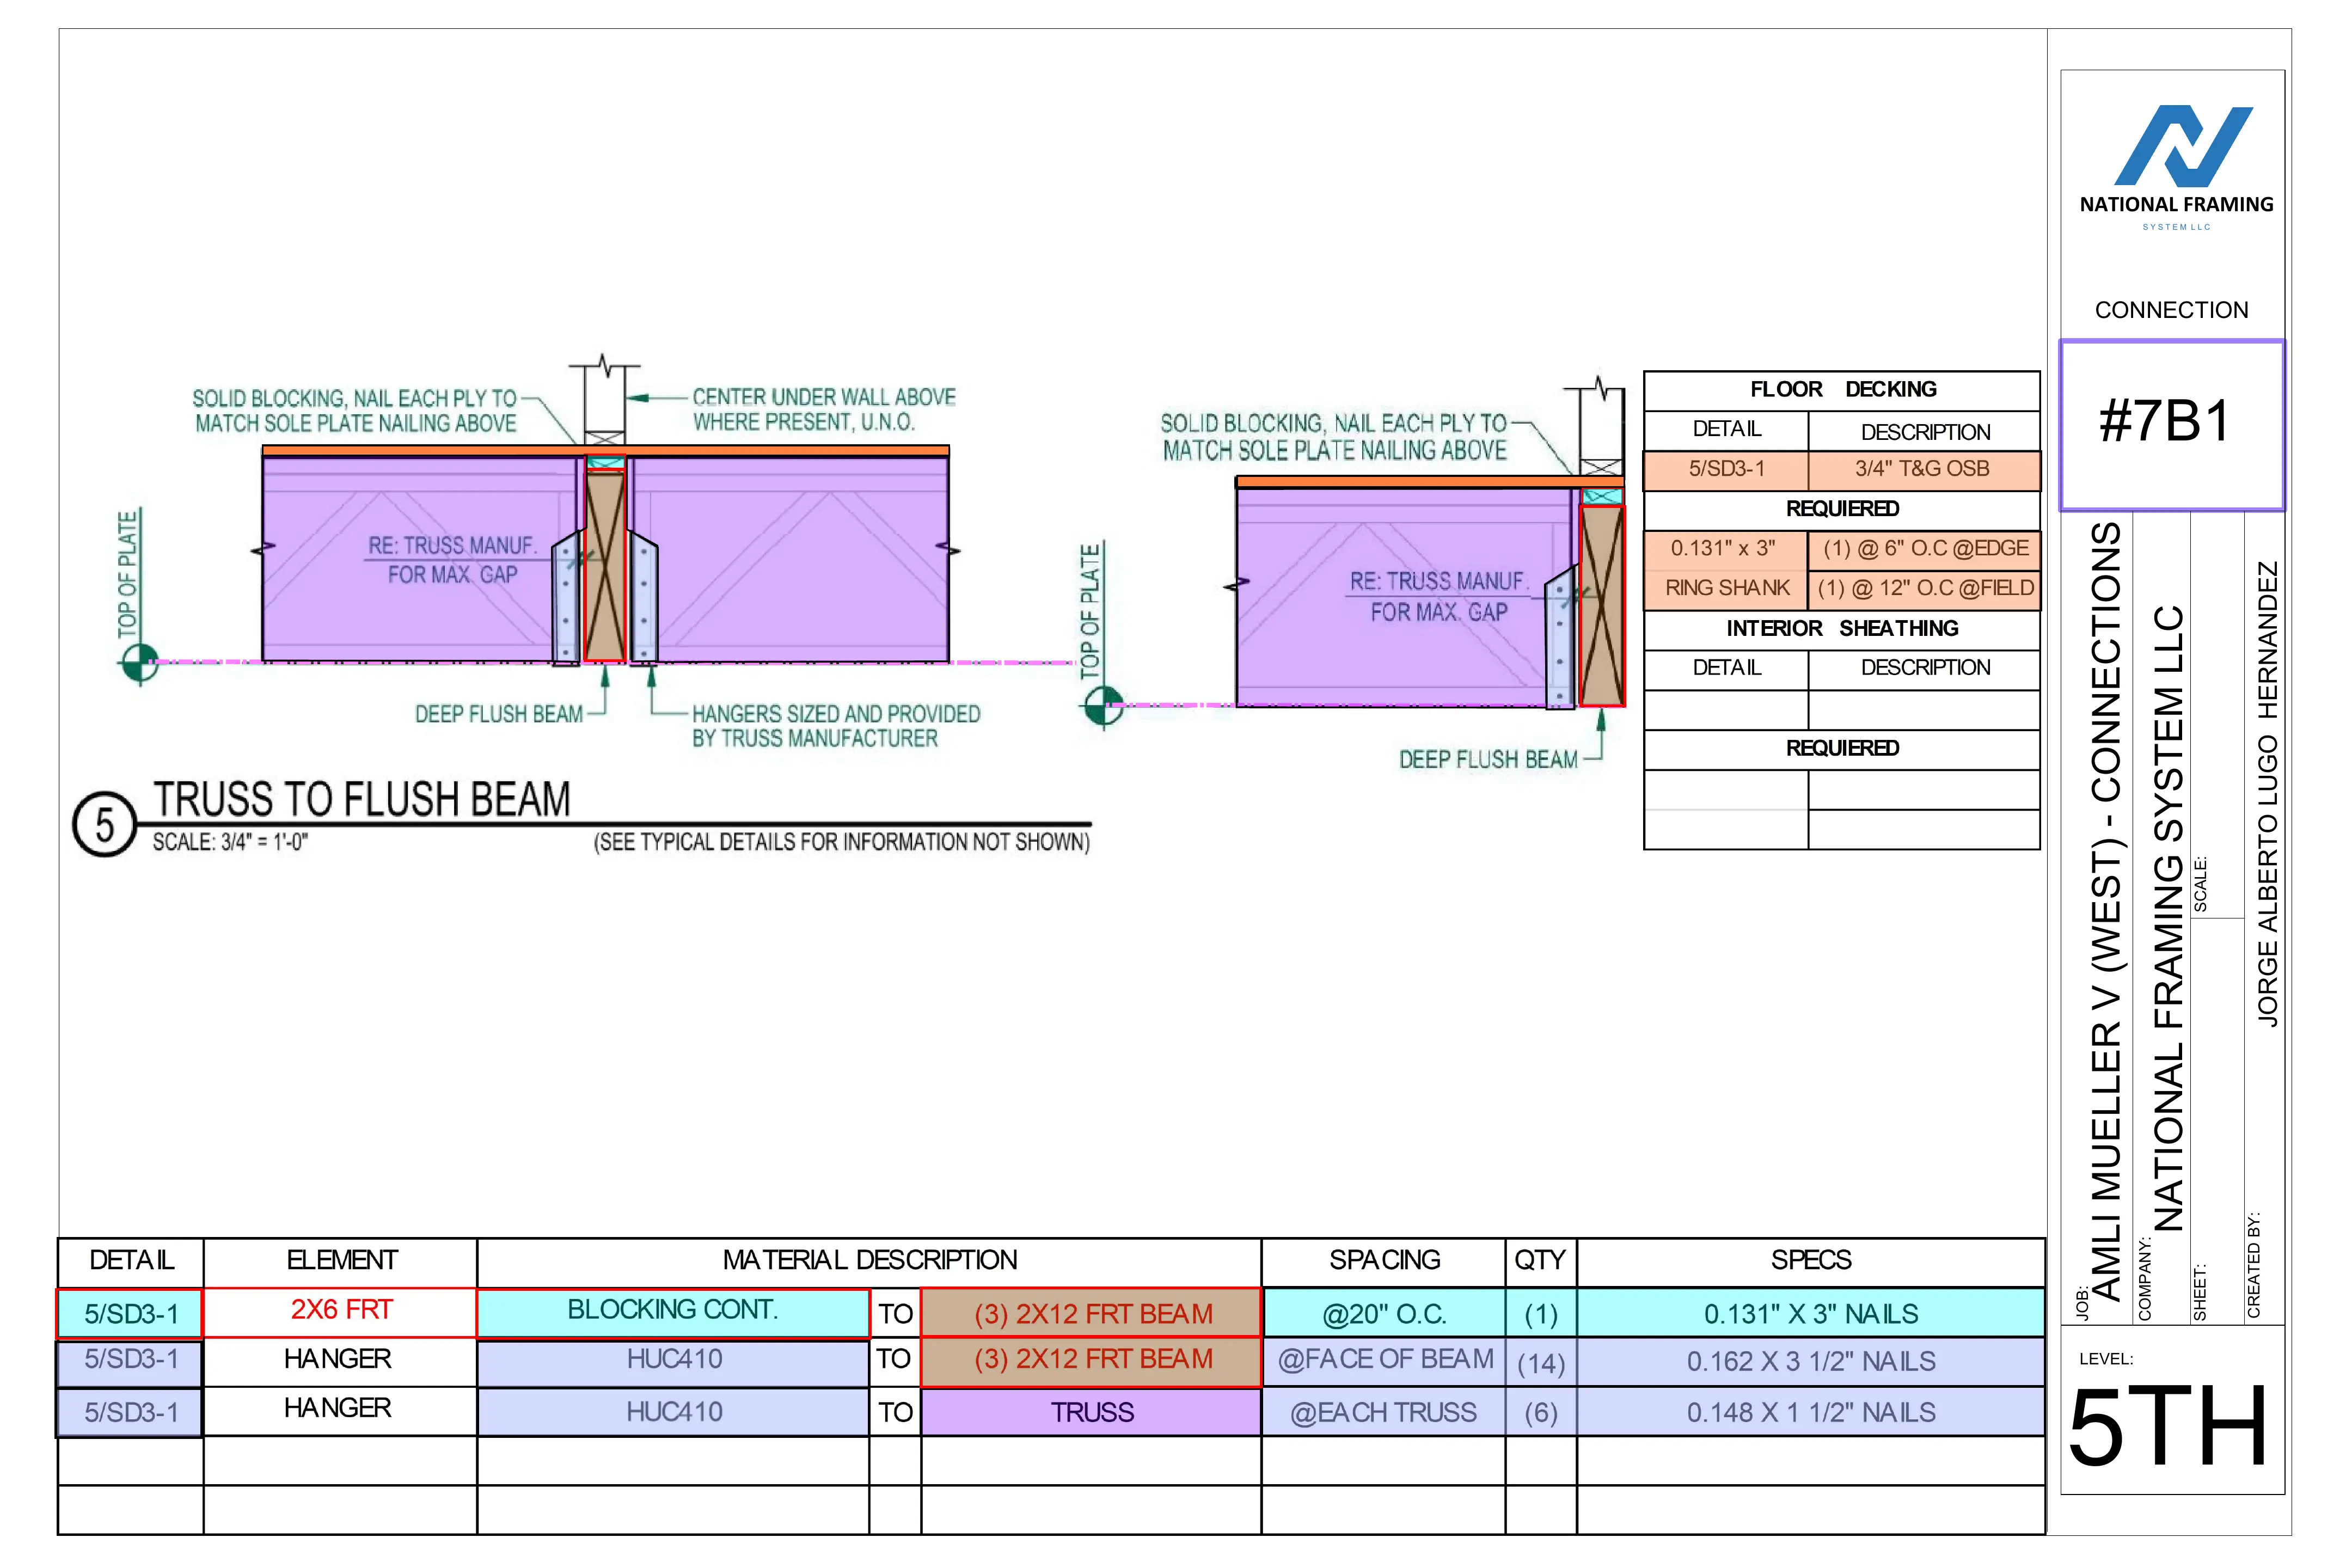 SOLID BLOCKING, NAIL EACH PLY TO
MATCH SOLE PLATE NAILING ABOVE
CENTER UNDER WALL ABOVE
WHERE PRESENT, U.N.O.
TOP OF PLATE
RE: TRUSS MANUF.
FOR MAX. GAP
DEEP FLUSH BEAM
HANGERS SIZED AND PROVIDED
BY TRUSS MANUFACTURER
5
TRUSS TO FLUSH BEAM
SCALE: 3/4" = 1'-0"
(SEE TYPICAL DETAILS FOR INFORMATION NOT SHOWN)
SOLID BLOCKING, NAIL EACH PLY TO
MATCH SOLE PLATE NAILING ABOVE
TOP OF PLATE
RE: TRUSS MANUF.
FOR MAX. GAP
DEEP FLUSH BEAM
FLOOR DECKING
DETAIL DESCRIPTION
5/SD3-1 3/4" T&G OSB
REQUIERED
0.131" x 3" (1) @ 6" O.C @EDGE
RING SHANK (1) @ 12" O.C @FIELD
INTERIOR SHEATHING
DETAIL DESCRIPTION
REQUIERED
DETAIL ELEMENT MATERIAL DESCRIPTION SPACING QTY SPECS
5/SD3-1 2X6 FRT BLOCKING CONT. TO (3) 2X12 FRT BEAM @20" O.C. (1) 0.131" X 3" NAILS
5/SD3-1 HANGER HUC410 TO (3) 2X12 FRT BEAM @FACE OF BEAM (14) 0.162 X 3 1/2" NAILS
5/SD3-1 HANGER HUC410 TO TRUSS @EACH TRUSS (6) 0.148 X 1 1/2" NAILS
NATIONAL FRAMING
SYSTEM LLC
CONNECTION
#7B1
JOB:
AMLI MUELLER V (WEST) - CONNECTIONS
COMPANY:
NATIONAL FRAMING SYSTEM LLC
SHEET:
SCALE:
CREATED BY:
JORGE ALBERTO LUGO HERNANDEZ
LEVEL:
5TH